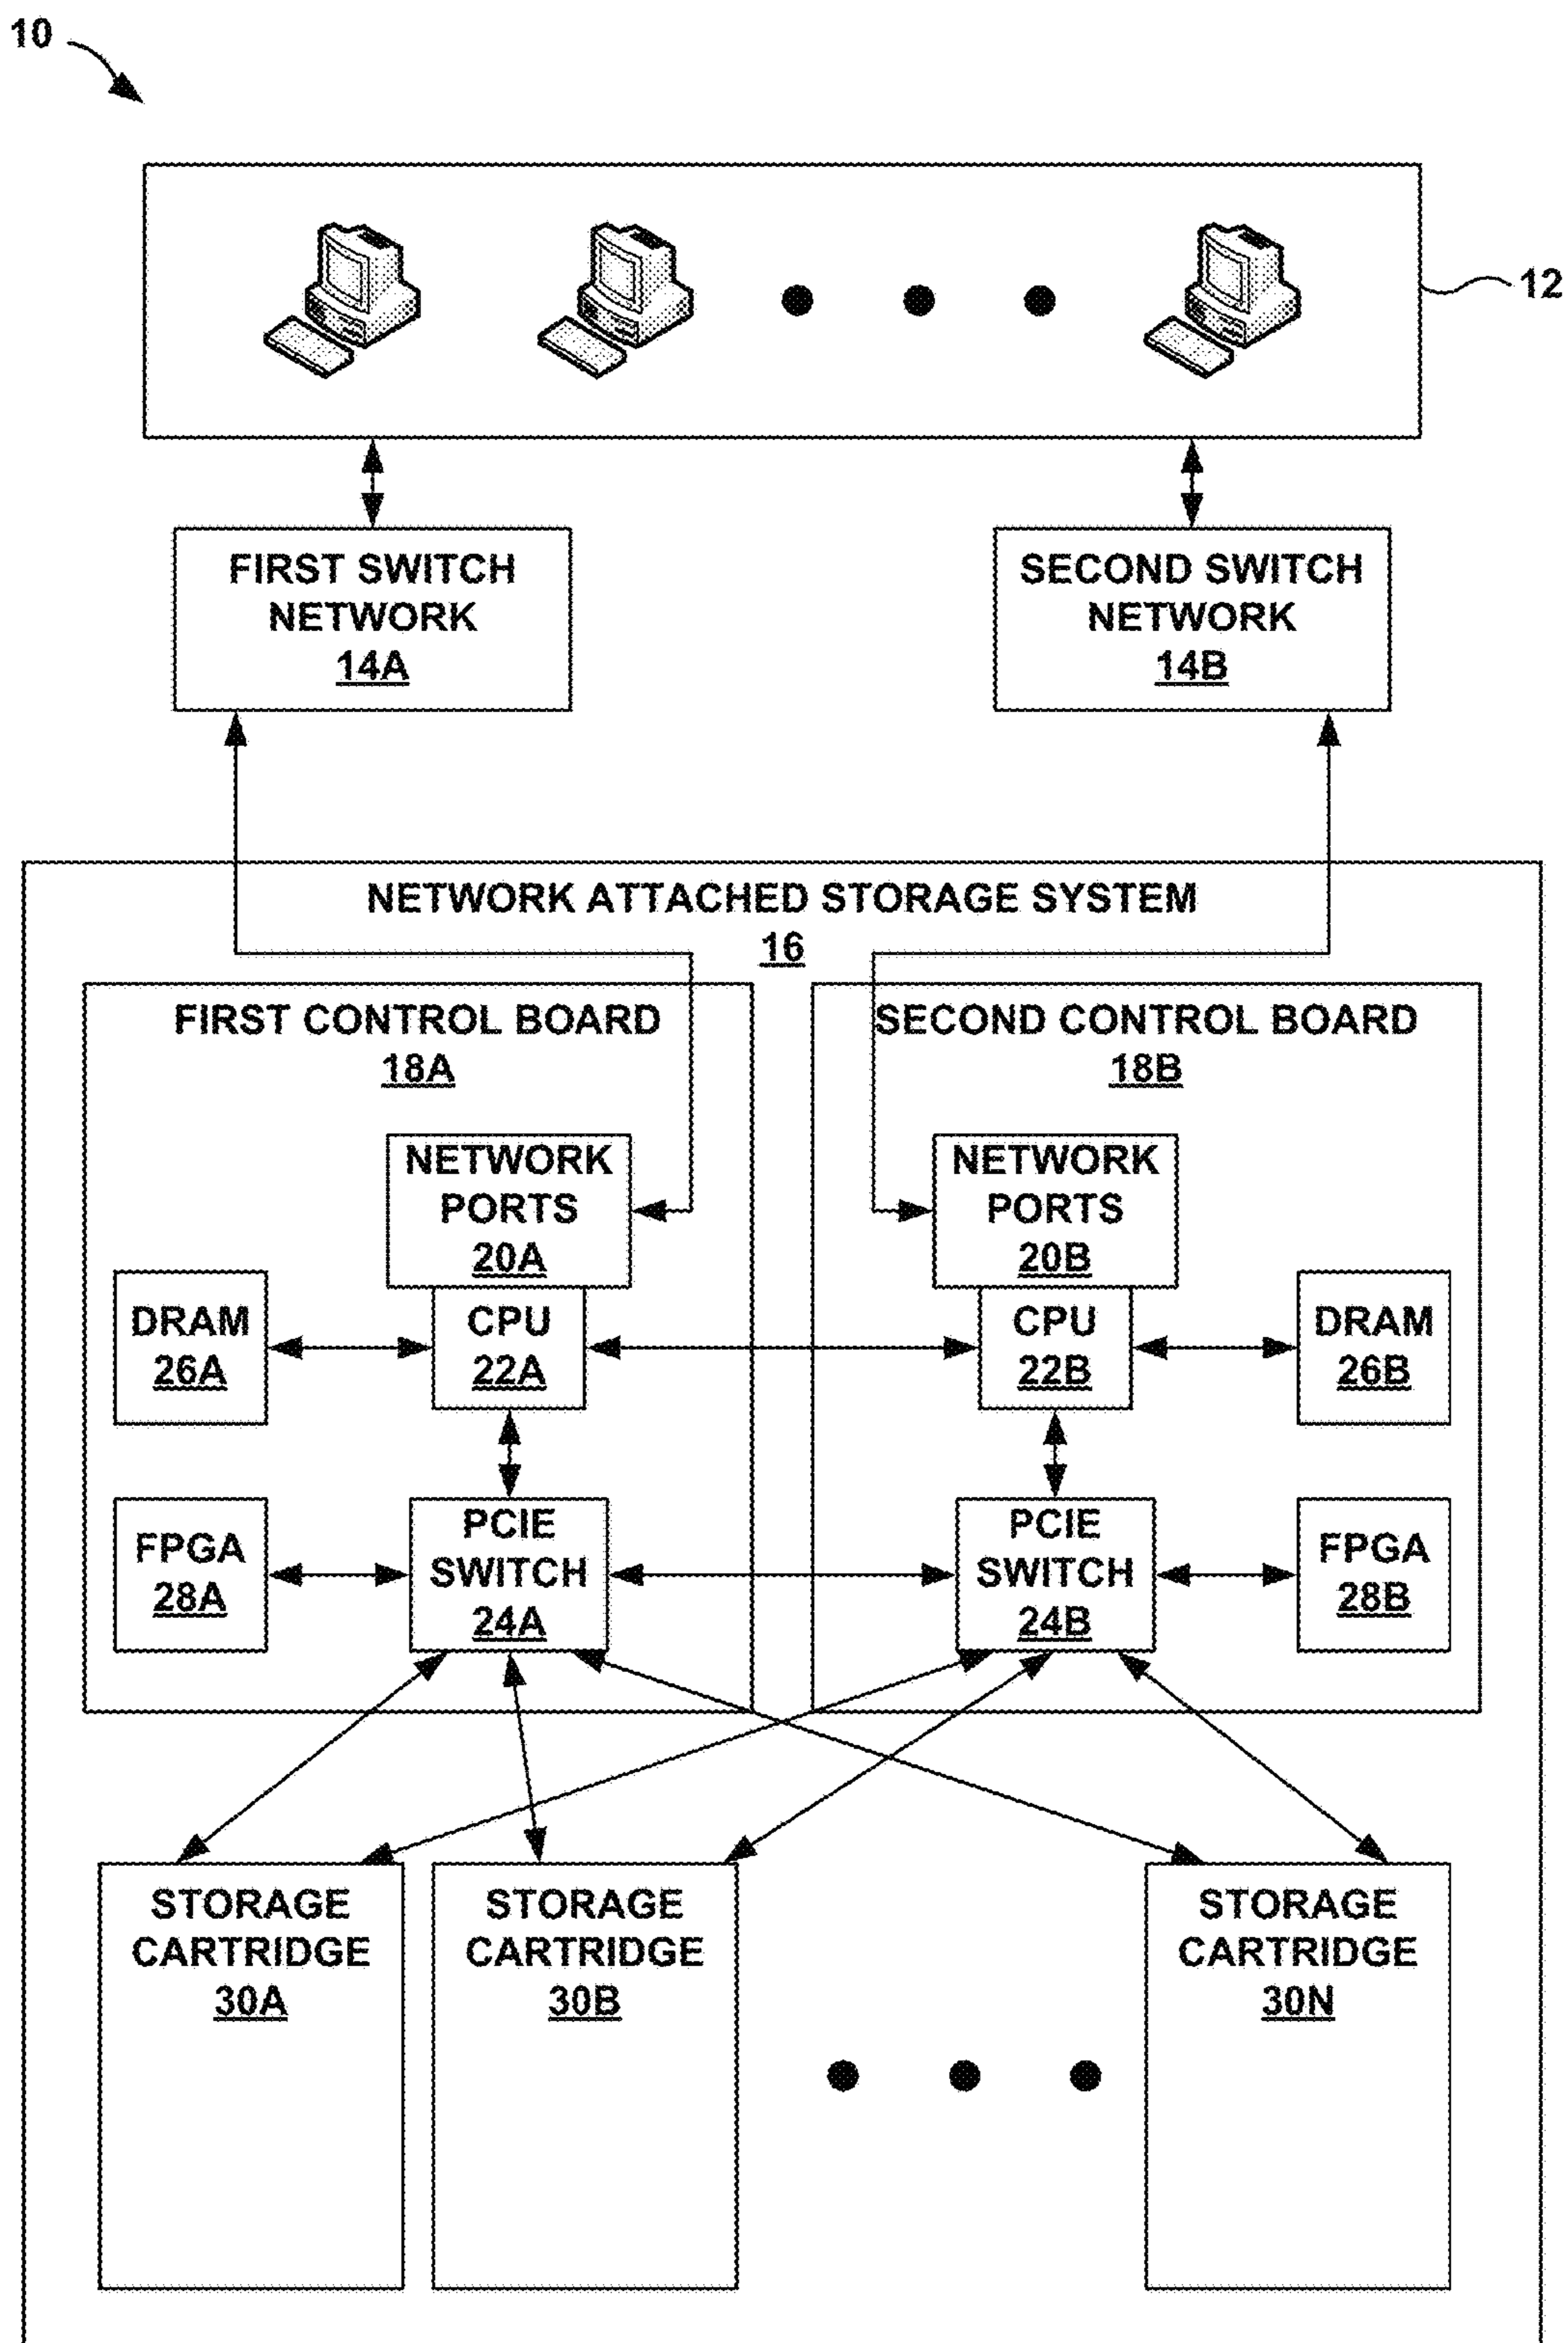 10
12
FIRST SWITCH
NETWORK
14A
SECOND SWITCH
NETWORK
14B
NETWORK ATTACHED STORAGE SYSTEM
16
FIRST CONTROL BOARD
18A
SECOND CONTROL BOARD
18B
NETWORK
PORTS
20A
NETWORK
PORTS
20B
DRAM
26A
CPU
22A
CPU
22B
DRAM
26B
FPGA
28A
PCIE
SWITCH
24A
PCIE
SWITCH
24B
FPGA
28B
STORAGE
CARTRIDGE
30A
STORAGE
CARTRIDGE
30B
STORAGE
CARTRIDGE
30N